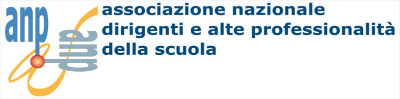 anp
associazione nazionale
dirigenti e alte professionalità
della scuola